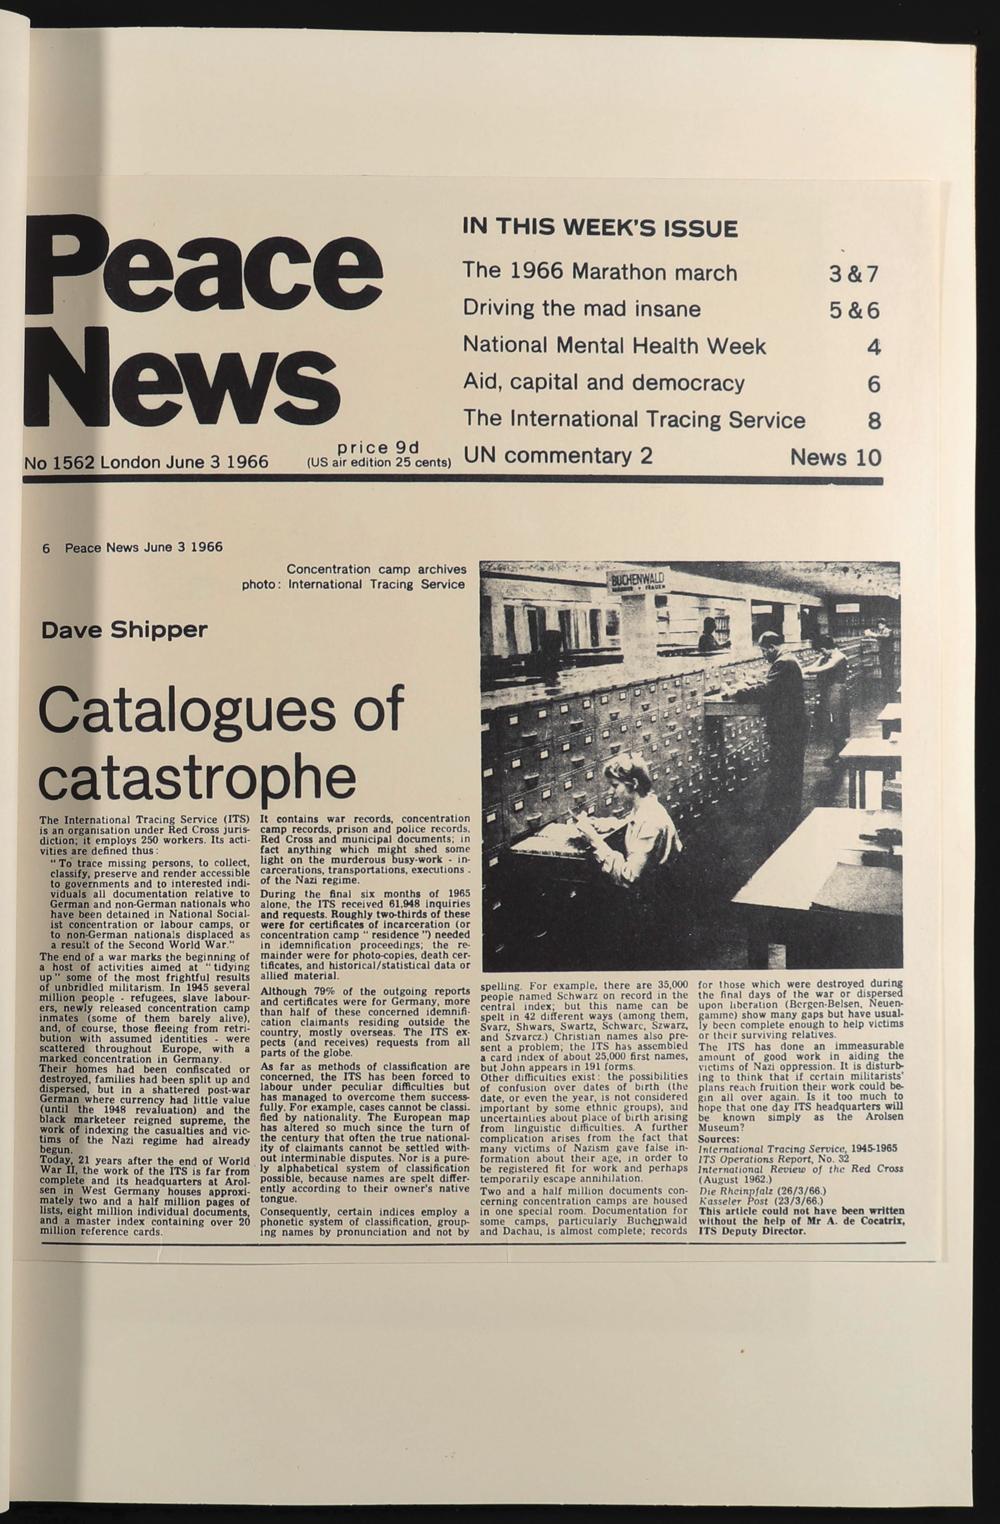 Peace
News
No 1562 London June 3 1966
price 9d
(US air edition 25 cents)
IN THIS WEEK'S ISSUE
The 1966 Marathon march 3 & 7
Driving the mad insane 5 & 6
National Mental Health Week 4
Aid, capital and democracy 6
The International Tracing Service 8
UN commentary 2 News 10
6 Peace News June 3 1966
Concentration camp archives
photo: International Tracing Service
BUCHENWALD
Dave Shipper
Catalogues of
catastrophe
The International Tracing Service (ITS)
is an organisation under Red Cross juris-
diction; it employs 250 workers. Its acti-
vities are defined thus:
"To trace missing persons, to collect,
classify, preserve and render accessible
to governments and to interested indi-
viduals all documentation relative to
German and non-German nationals who
have been detained in National Social-
ist concentration or labour camps, or
to non-German nationals displaced as
a result of the Second World War."
The end of a war marks the beginning of
a host of activities aimed at "tidying
up" some of the most frightful results
of unbridled militarism. In 1945 several
million people - refugees, slave labour-
ers, newly released concentration camp
inmates (some of them barely alive),
and, of course, those fleeing from retri-
bution with assumed identities - were
scattered throughout Europe, with a
marked concentration in Germany.
Their homes had been confiscated or
destroyed, families had been split up and
dispersed, but in a shattered post-war
German where currency had little value
(until the 1948 revaluation) and the
black marketeer reigned supreme, the
work of indexing the casualties and vic-
tims of the Nazi regime had already
begun.
Today, 21 years after the end of World
War II, the work of the ITS is far from
complete and its headquarters at Arol-
sen in West Germany houses approxi-
mately two and a half million pages of
lists, eight million individual documents,
and a master index containing over 20
million reference cards.
It contains war records, concentration
camp records, prison and police records,
Red Cross and municipal documents; in
fact anything which might shed some
light on the murderous busy-work - in-
carcerations, transportations, executions -
of the Nazi regime.
During the final six months of 1965
alone, the ITS received 61,948 inquiries
and requests. Roughly two-thirds of these
were for certificates of incarceration (or
concentration camp "residence") needed
in idemnification proceedings; the re-
mainder were for photo-copies, death cer-
tificates, and historical/statistical data or
allied material.
Although 79% of the outgoing reports
and certificates were for Germany, more
than half of these concerned idemnifi-
cation claimants residing outside the
country, mostly overseas. The ITS ex-
pects (and receives) requests from all
parts of the globe.
As far as methods of classification are
concerned, the ITS has been forced to
labour under peculiar difficulties but
has managed to overcome them success-
fully. For example, cases cannot be classi-
fied by nationality. The European map
has altered so much since the turn of
the century that often the true national-
ity of claimants cannot be settled with-
out interminable disputes. Nor is a pure-
ly alphabetical system of classification
possible, because names are spelt differ-
ently according to their owner's native
tongue.
Consequently, certain indices employ a
phonetic system of classification, group-
ing names by pronunciation and not by
spelling. For example, there are 35,000
people named Schwarz on record in the
central index; but this name can be
spelt in 42 different ways (among them,
Svarz, Shwars, Swartz, Schwarc, Szwarz,
and Szvarcz.) Christian names also pre-
sent a problem; the ITS has assembled
a card index of about 25,000 first names,
but John appears in 191 forms.
Other difficulties exist: the possibilities
of confusion over dates of birth (the
date, or even the year, is not considered
important by some ethnic groups), and
uncertainties about place of birth arising
from linguistic difficulties. A further
complication arises from the fact that
many victims of Nazism gave false in-
formation about their age, in order to
be registered fit for work and perhaps
temporarily escape annihilation.
Two and a half million documents con-
cerning concentration camps are housed
in one special room. Documentation for
some camps, particularly Buchenwald
and Dachau, is almost complete; records
for those which were destroyed during
the final days of the war or dispersed
upon liberation (Bergen-Belsen, Neuen-
gamme) show many gaps but have usual-
ly been complete enough to help victims
or their surviving relatives.
The ITS has done an immeasurable
amount of good work in aiding the
victims of Nazi oppression. It is disturb-
ing to think that if certain militarists'
plans reach fruition their work could be-
gin all over again. Is it too much to
hope that one day ITS headquarters will
be known simply as the Arolsen
Museum?
Sources:
International Tracing Service, 1945-1965
ITS Operations Report, No. 32
International Review of the Red Cross
(August 1962.)
Die Rheinpfalz (26/3/66.)
Kasseler Post (23/3/66.)
This article could not have been written
without the help of Mr A. de Cocatrix,
ITS Deputy Director.